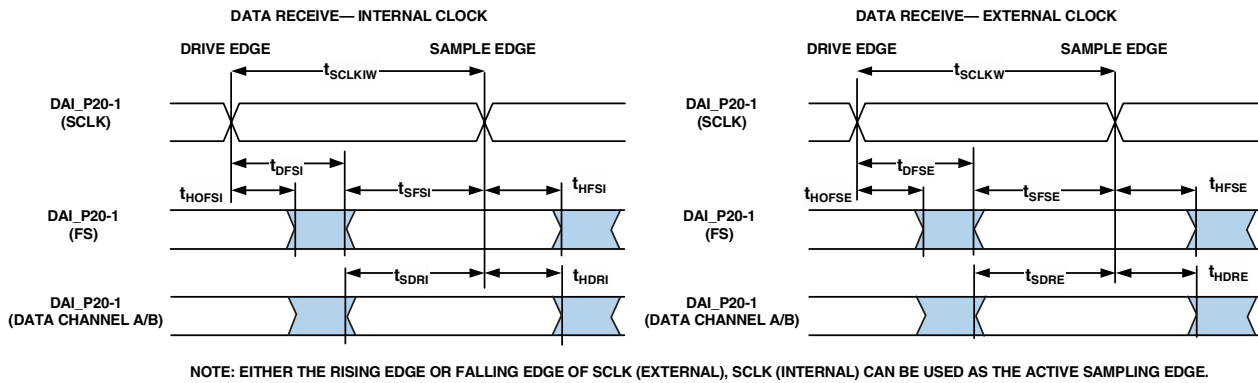 DATA RECEIVE— INTERNAL CLOCK
DRIVE EDGE
SAMPLE EDGE
tSCLKIW
DAI_P20-1
(SCLK)
tDFSI
tHOFSI
tSFSI
tHFSI
DAI_P20-1
(FS)
tSDRI
tHDRI
DAI_P20-1
(DATA CHANNEL A/B)
DATA RECEIVE— EXTERNAL CLOCK
DRIVE EDGE
SAMPLE EDGE
tSCLKW
DAI_P20-1
(SCLK)
tDFSE
tHOFSE
tSFSE
tHFSE
DAI_P20-1
(FS)
tSDRE
tHDRE
DAI_P20-1
(DATA CHANNEL A/B)
NOTE: EITHER THE RISING EDGE OR FALLING EDGE OF SCLK (EXTERNAL), SCLK (INTERNAL) CAN BE USED AS THE ACTIVE SAMPLING EDGE.